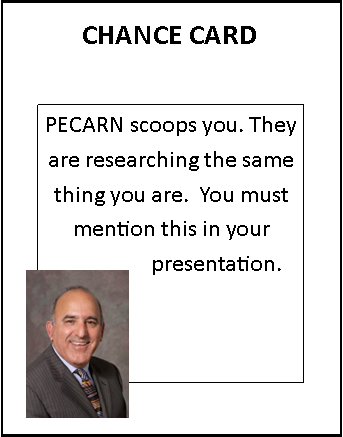 CHANCE CARD
PECARN scoops you. They
are researching the same
thing you are. You must
mention this in your
presentation.